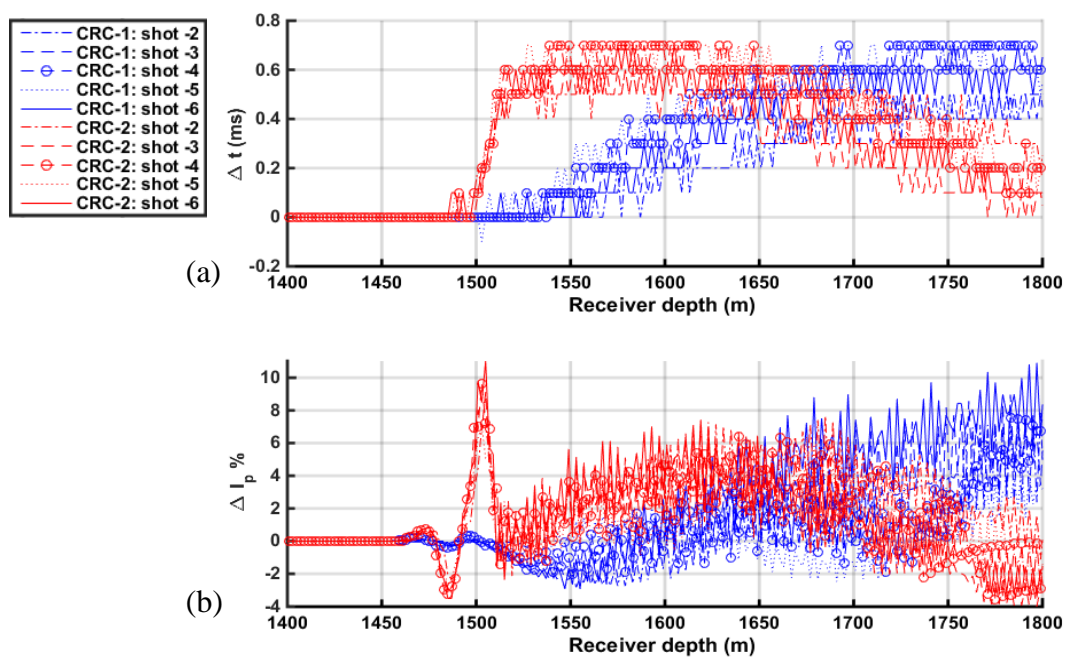 CRC-1: shot -2
CRC-1: shot -3
CRC-1: shot -4
CRC-1: shot -5
CRC-1: shot -6
CRC-2: shot -2
CRC-2: shot -3
CRC-2: shot -4
CRC-2: shot -5
CRC-2: shot -6
(a)
Δ t (ms)
0.8
0.6
0.4
0.2
0
-0.2
1400 1450 1500 1550 1600 1650 1700 1750 1800
Receiver depth (m)
(b)
Δ Ip %
10
8
6
4
2
0
-2
-4
1400 1450 1500 1550 1600 1650 1700 1750 1800
Receiver depth (m)